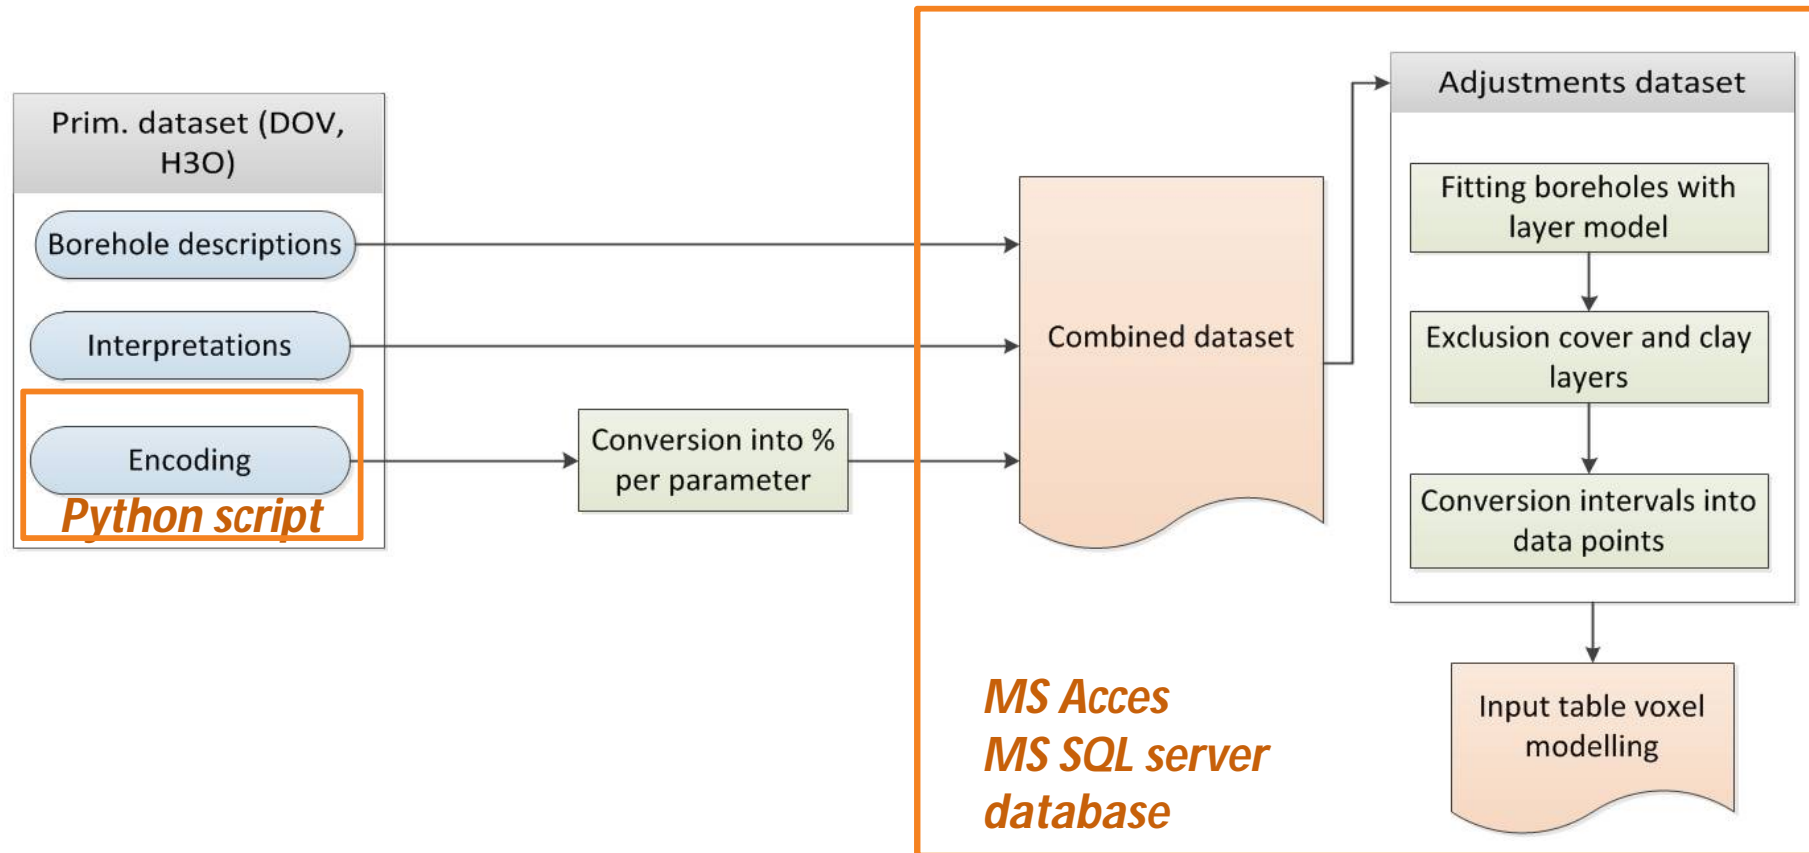 Prim. dataset (DOV,
H3O)
Borehole descriptions
Interpretations
Encoding
Python script
Conversion into %
per parameter
Combined dataset
MS Acces
MS SQL server
database
Adjustments dataset
Fitting boreholes with
layer model
Exclusion cover and clay
layers
Conversion intervals into
data points
Input table voxel
modelling